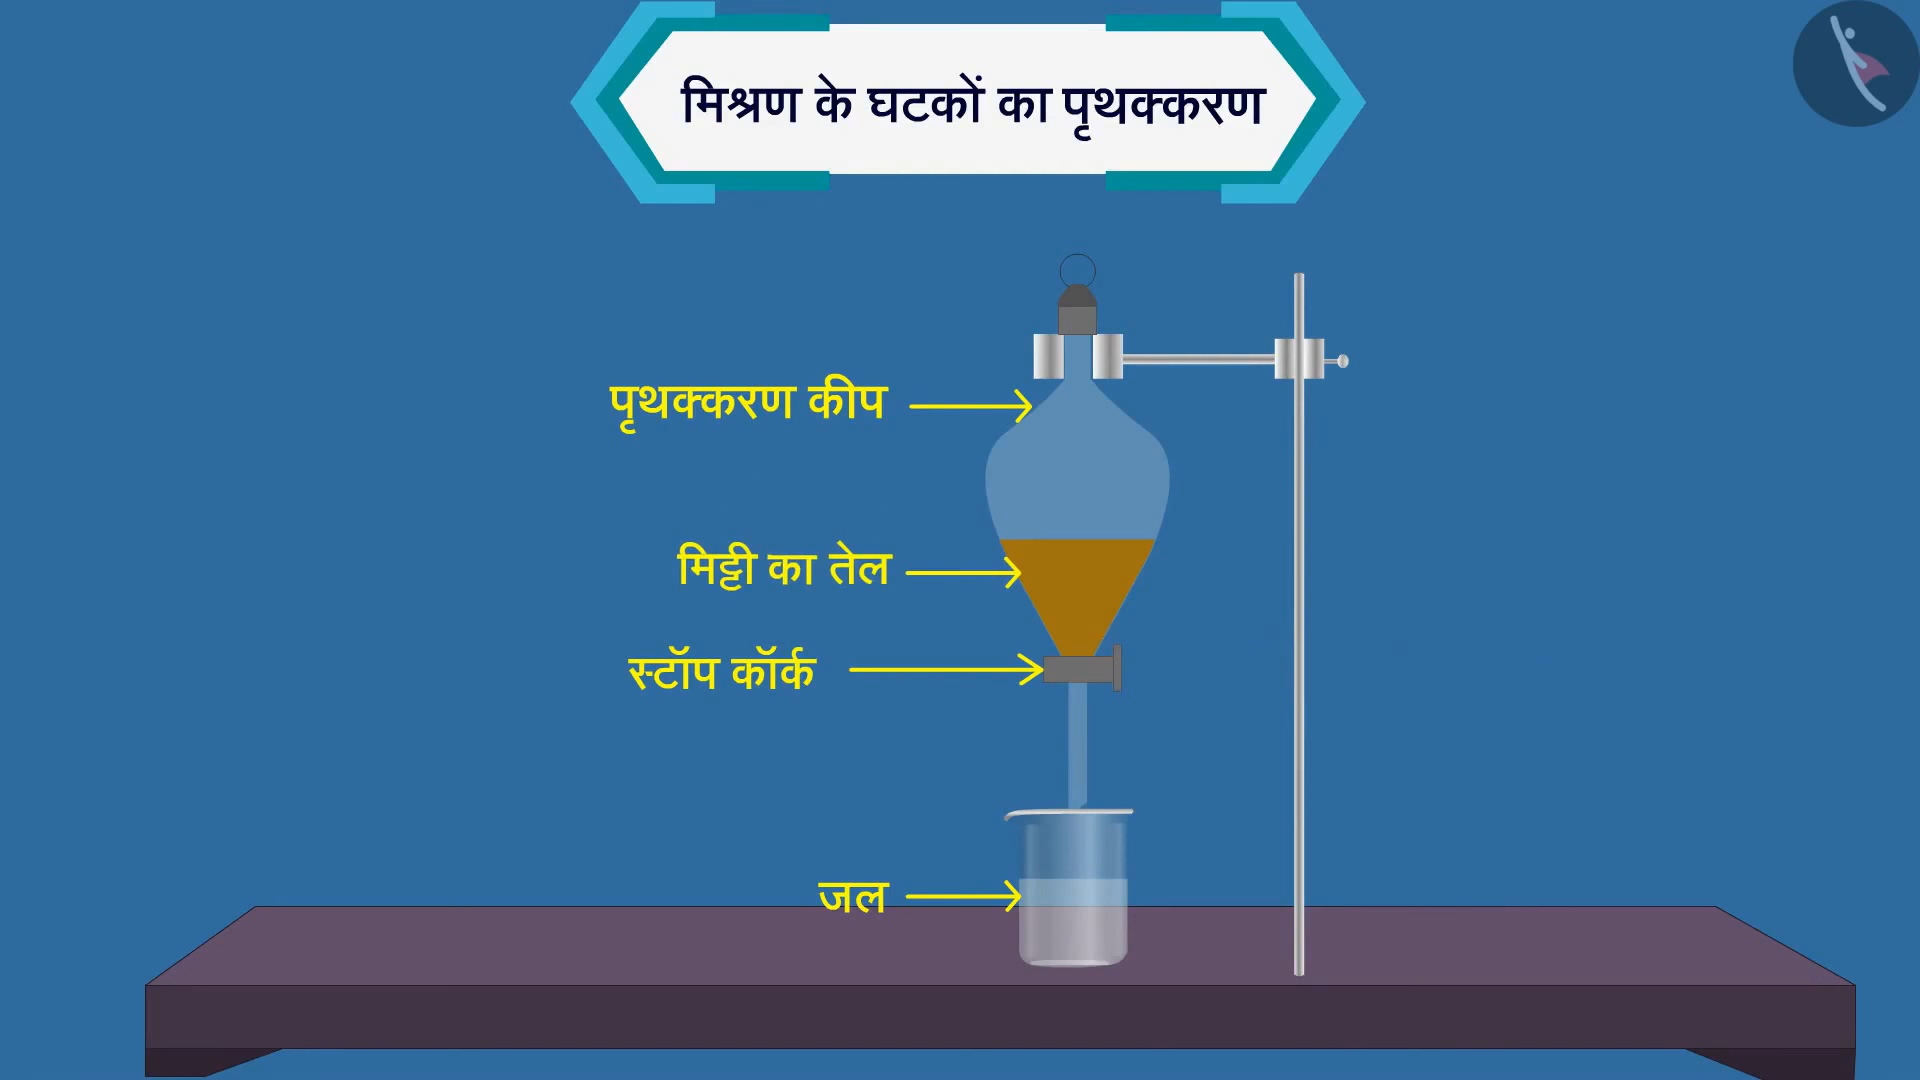 मिश्रण के घटकों का पृथक्करण
पृथक्करण कीप
मिट्टी का तेल
स्टॉप कॉर्क
जल